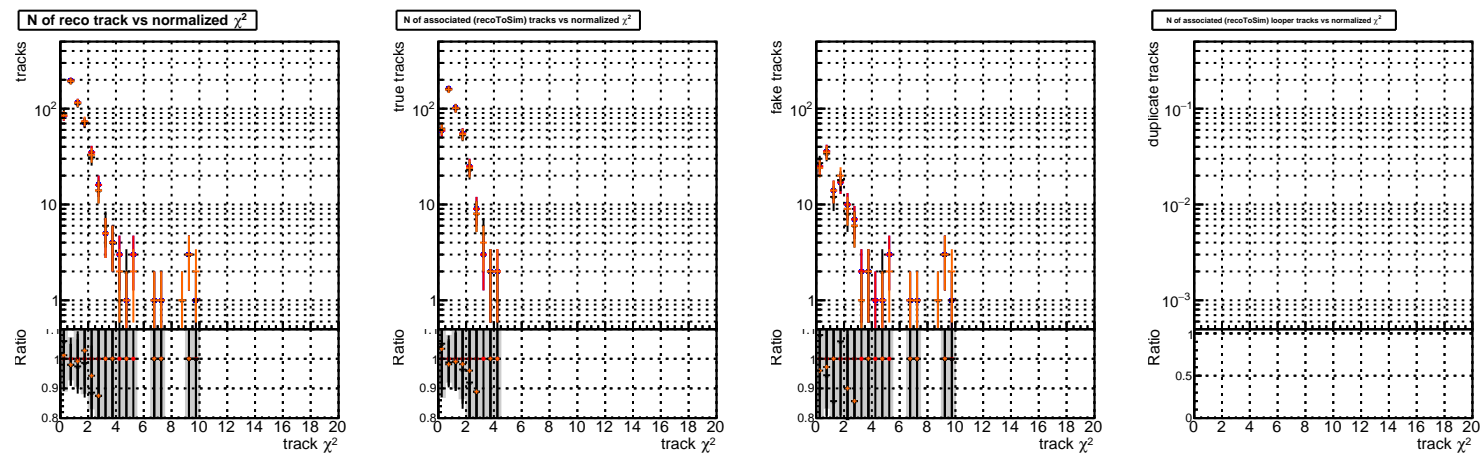 N of reco track vs normalized χ²
tracks
10²
10
1
Ratio
1.1
1
0.9
0.8
0 2 4 6 8 10 12 14 16 18 20
track χ²
N of associated (recoToSim) tracks vs normalized χ²
true tracks
10²
10
1
Ratio
1.1
1
0.9
0.8
0 2 4 6 8 10 12 14 16 18 20
track χ²
fake tracks
10²
10
1
Ratio
1.1
1
0.9
0.8
0 2 4 6 8 10 12 14 16 18 20
track χ²
N of associated (recoToSim) looper tracks vs normalized χ²
duplicate tracks
10⁻¹
10⁻²
10⁻³
Ratio
1
0.5
0
0 2 4 6 8 10 12 14 16 18 20
track χ²